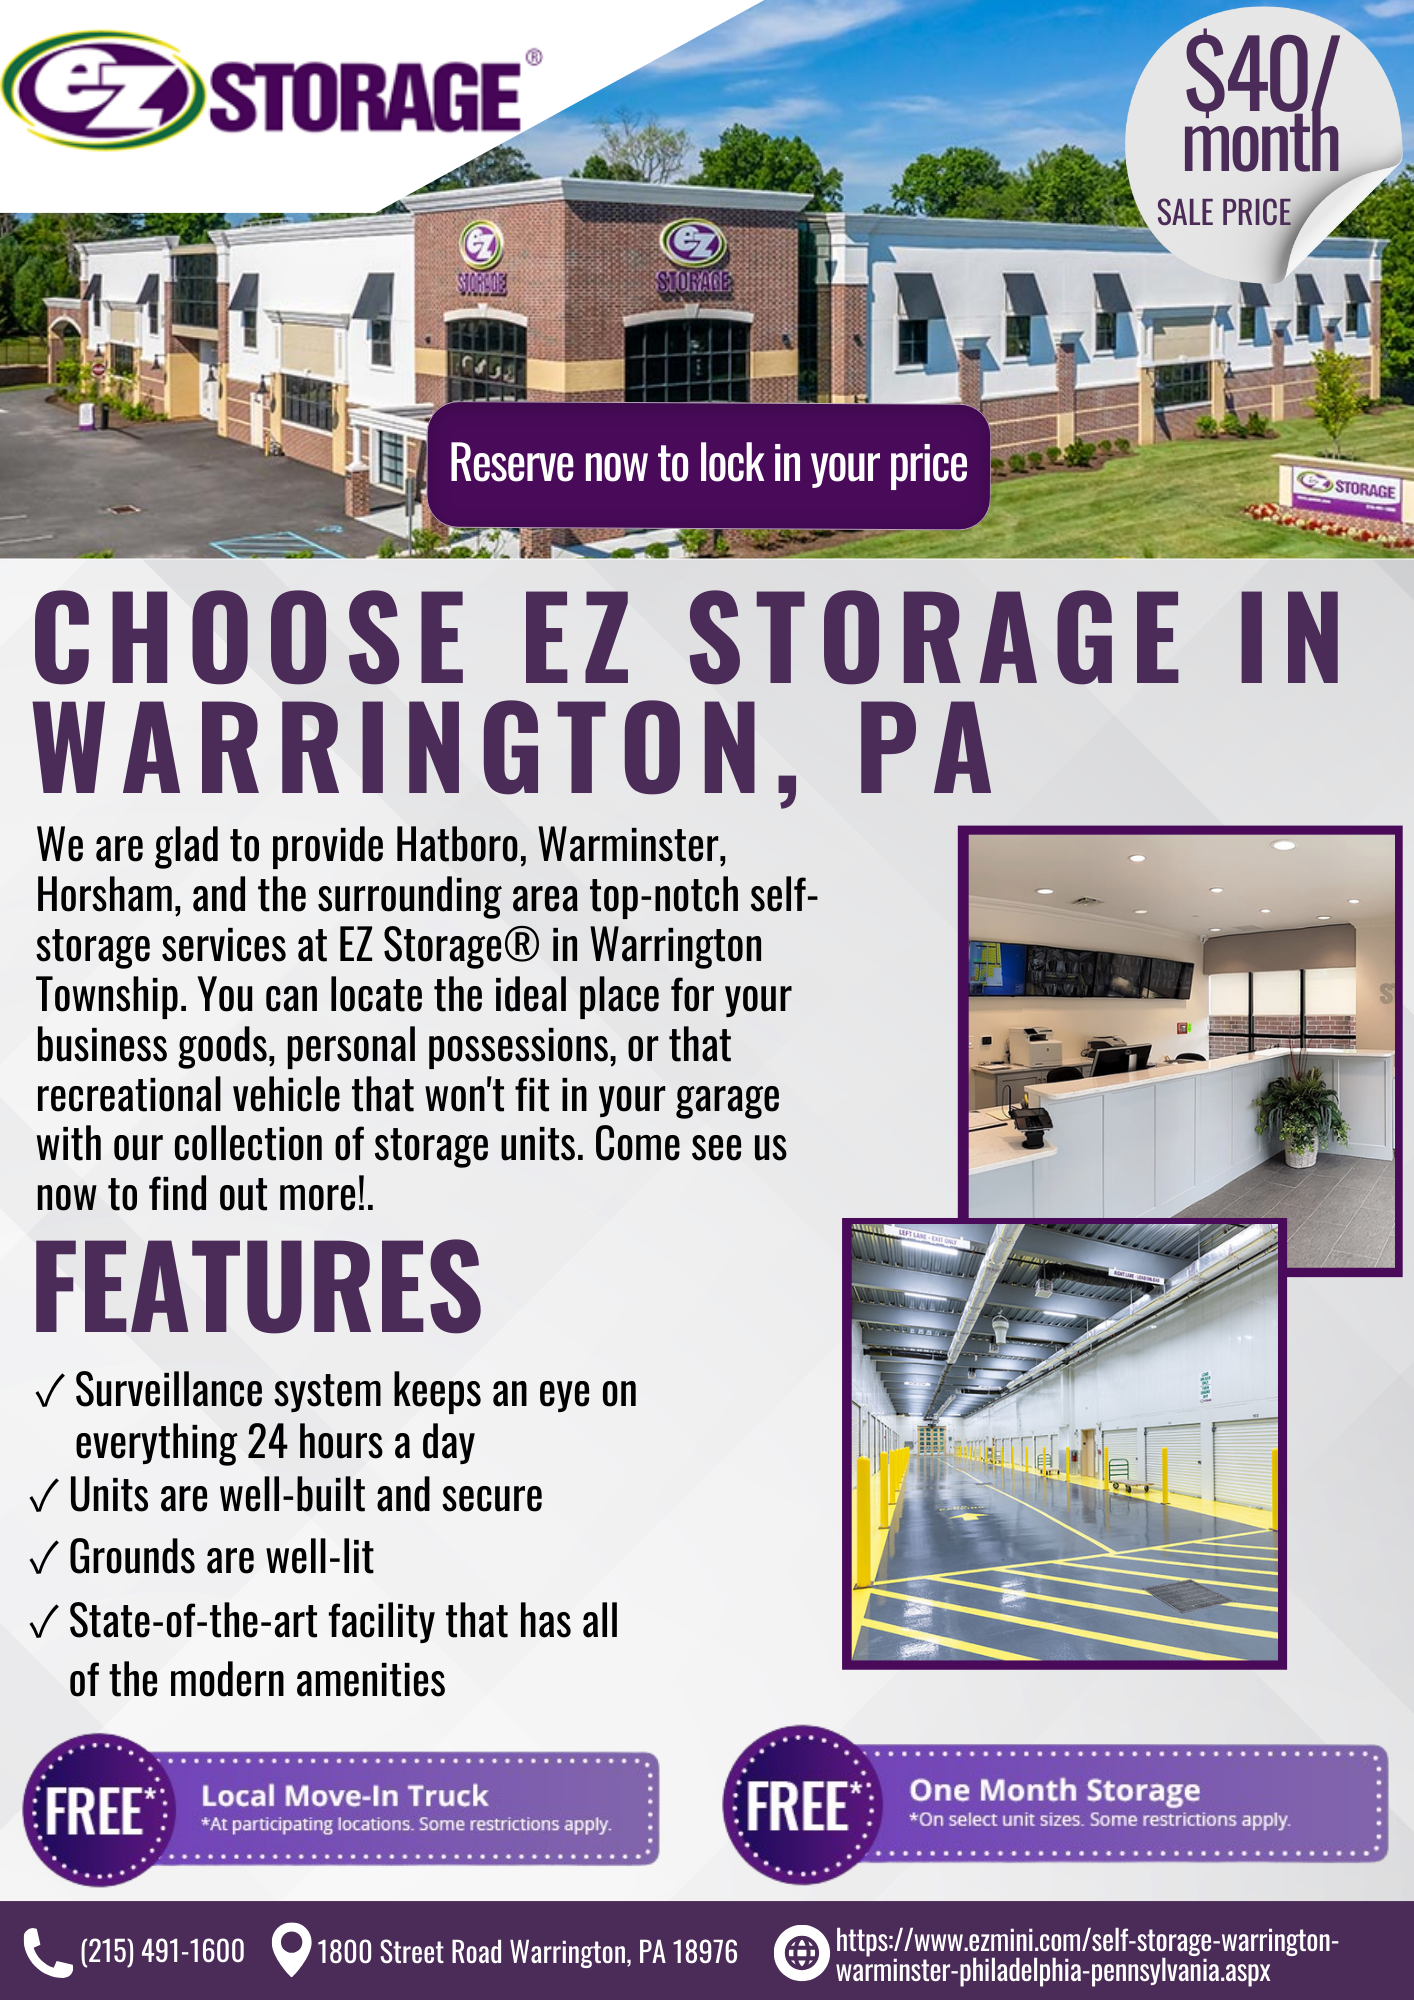 ez STORAGE®
$40/
month
SALE PRICE
ez
STORAGE
ez
STORAGE
ez STORAGE
Reserve now to lock in your price
CHOOSE EZ STORAGE IN
WARRINGTON, PA
We are glad to provide Hatboro, Warminster,
Horsham, and the surrounding area top-notch self-
storage services at EZ Storage® in Warrington
Township. You can locate the ideal place for your
business goods, personal possessions, or that
recreational vehicle that won't fit in your garage
with our collection of storage units. Come see us
now to find out more!.
LEFT LANE - EXIT ONLY
FEATURES
✓ Surveillance system keeps an eye on
everything 24 hours a day
✓ Units are well-built and secure
✓ Grounds are well-lit
✓ State-of-the-art facility that has all
of the modern amenities
FREE*
Local Move-In Truck
*At participating locations. Some restrictions apply.
FREE*
One Month Storage
*On select unit sizes. Some restrictions apply.
(215) 491-1600
1800 Street Road Warrington, PA 18976
https://www.ezmini.com/self-storage-warrington-
warminster-philadelphia-pennsylvania.aspx